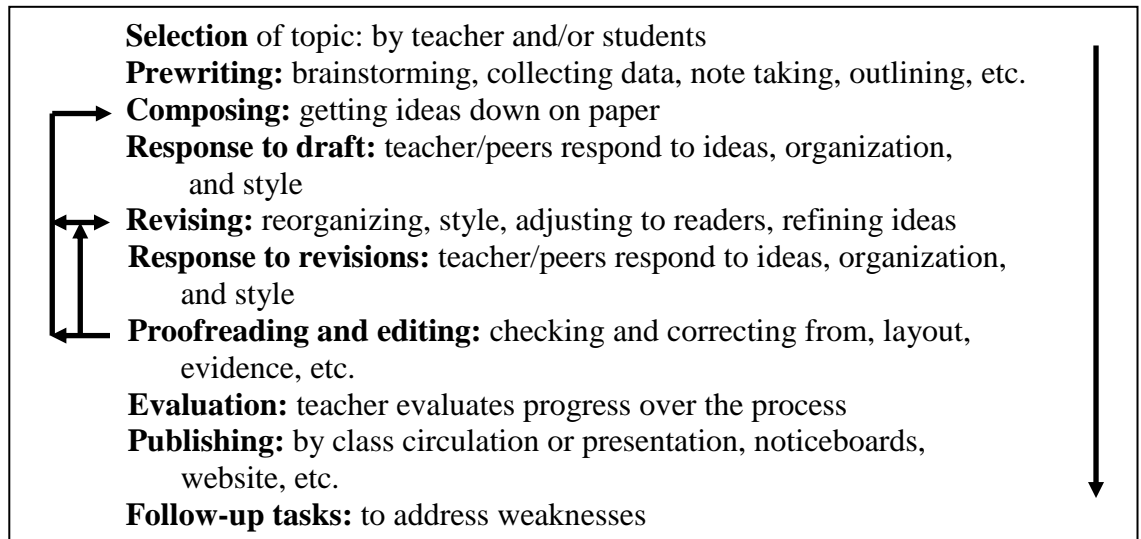 Selection of topic: by teacher and/or students
Prewriting: brainstorming, collecting data, note taking, outlining, etc.
Composing: getting ideas down on paper
Response to draft: teacher/peers respond to ideas, organization,
and style
Revising: reorganizing, style, adjusting to readers, refining ideas
Response to revisions: teacher/peers respond to ideas, organization,
and style
Proofreading and editing: checking and correcting from, layout,
evidence, etc.
Evaluation: teacher evaluates progress over the process
Publishing: by class circulation or presentation, noticeboards,
website, etc.
Follow-up tasks: to address weaknesses